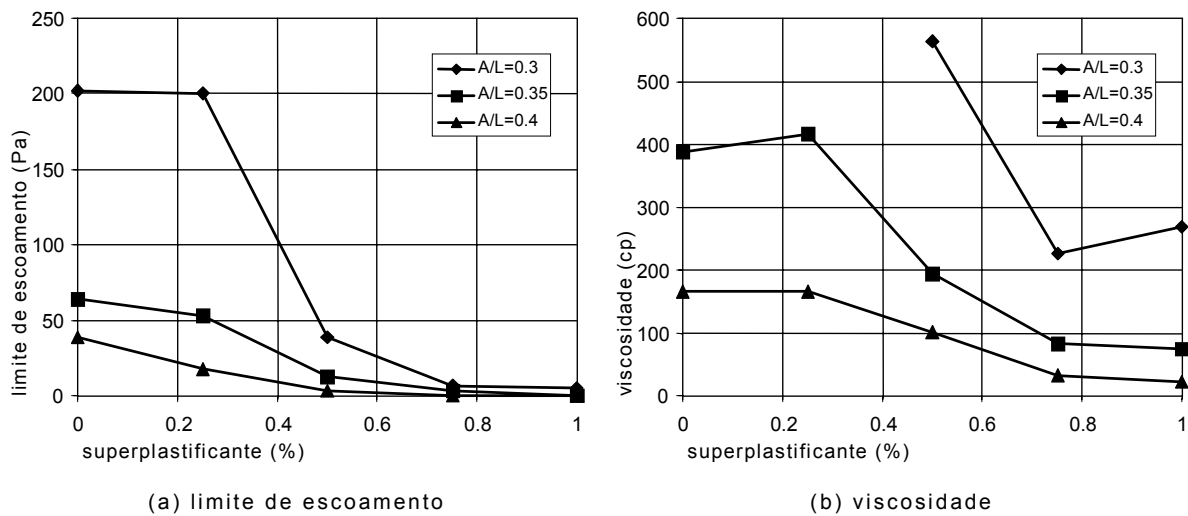 250
200
150
100
50
0
limite de escoamento (Pa)
0 0.2 0.4 0.6 0.8 1
superplastificante (%)
A/L=0.3
A/L=0.35
A/L=0.4
(a) limite de escoamento
600
500
400
300
200
100
0
viscosidade (cp)
0 0.2 0.4 0.6 0.8 1
superplastificante (%)
A/L=0.3
A/L=0.35
A/L=0.4
(b) viscosidade